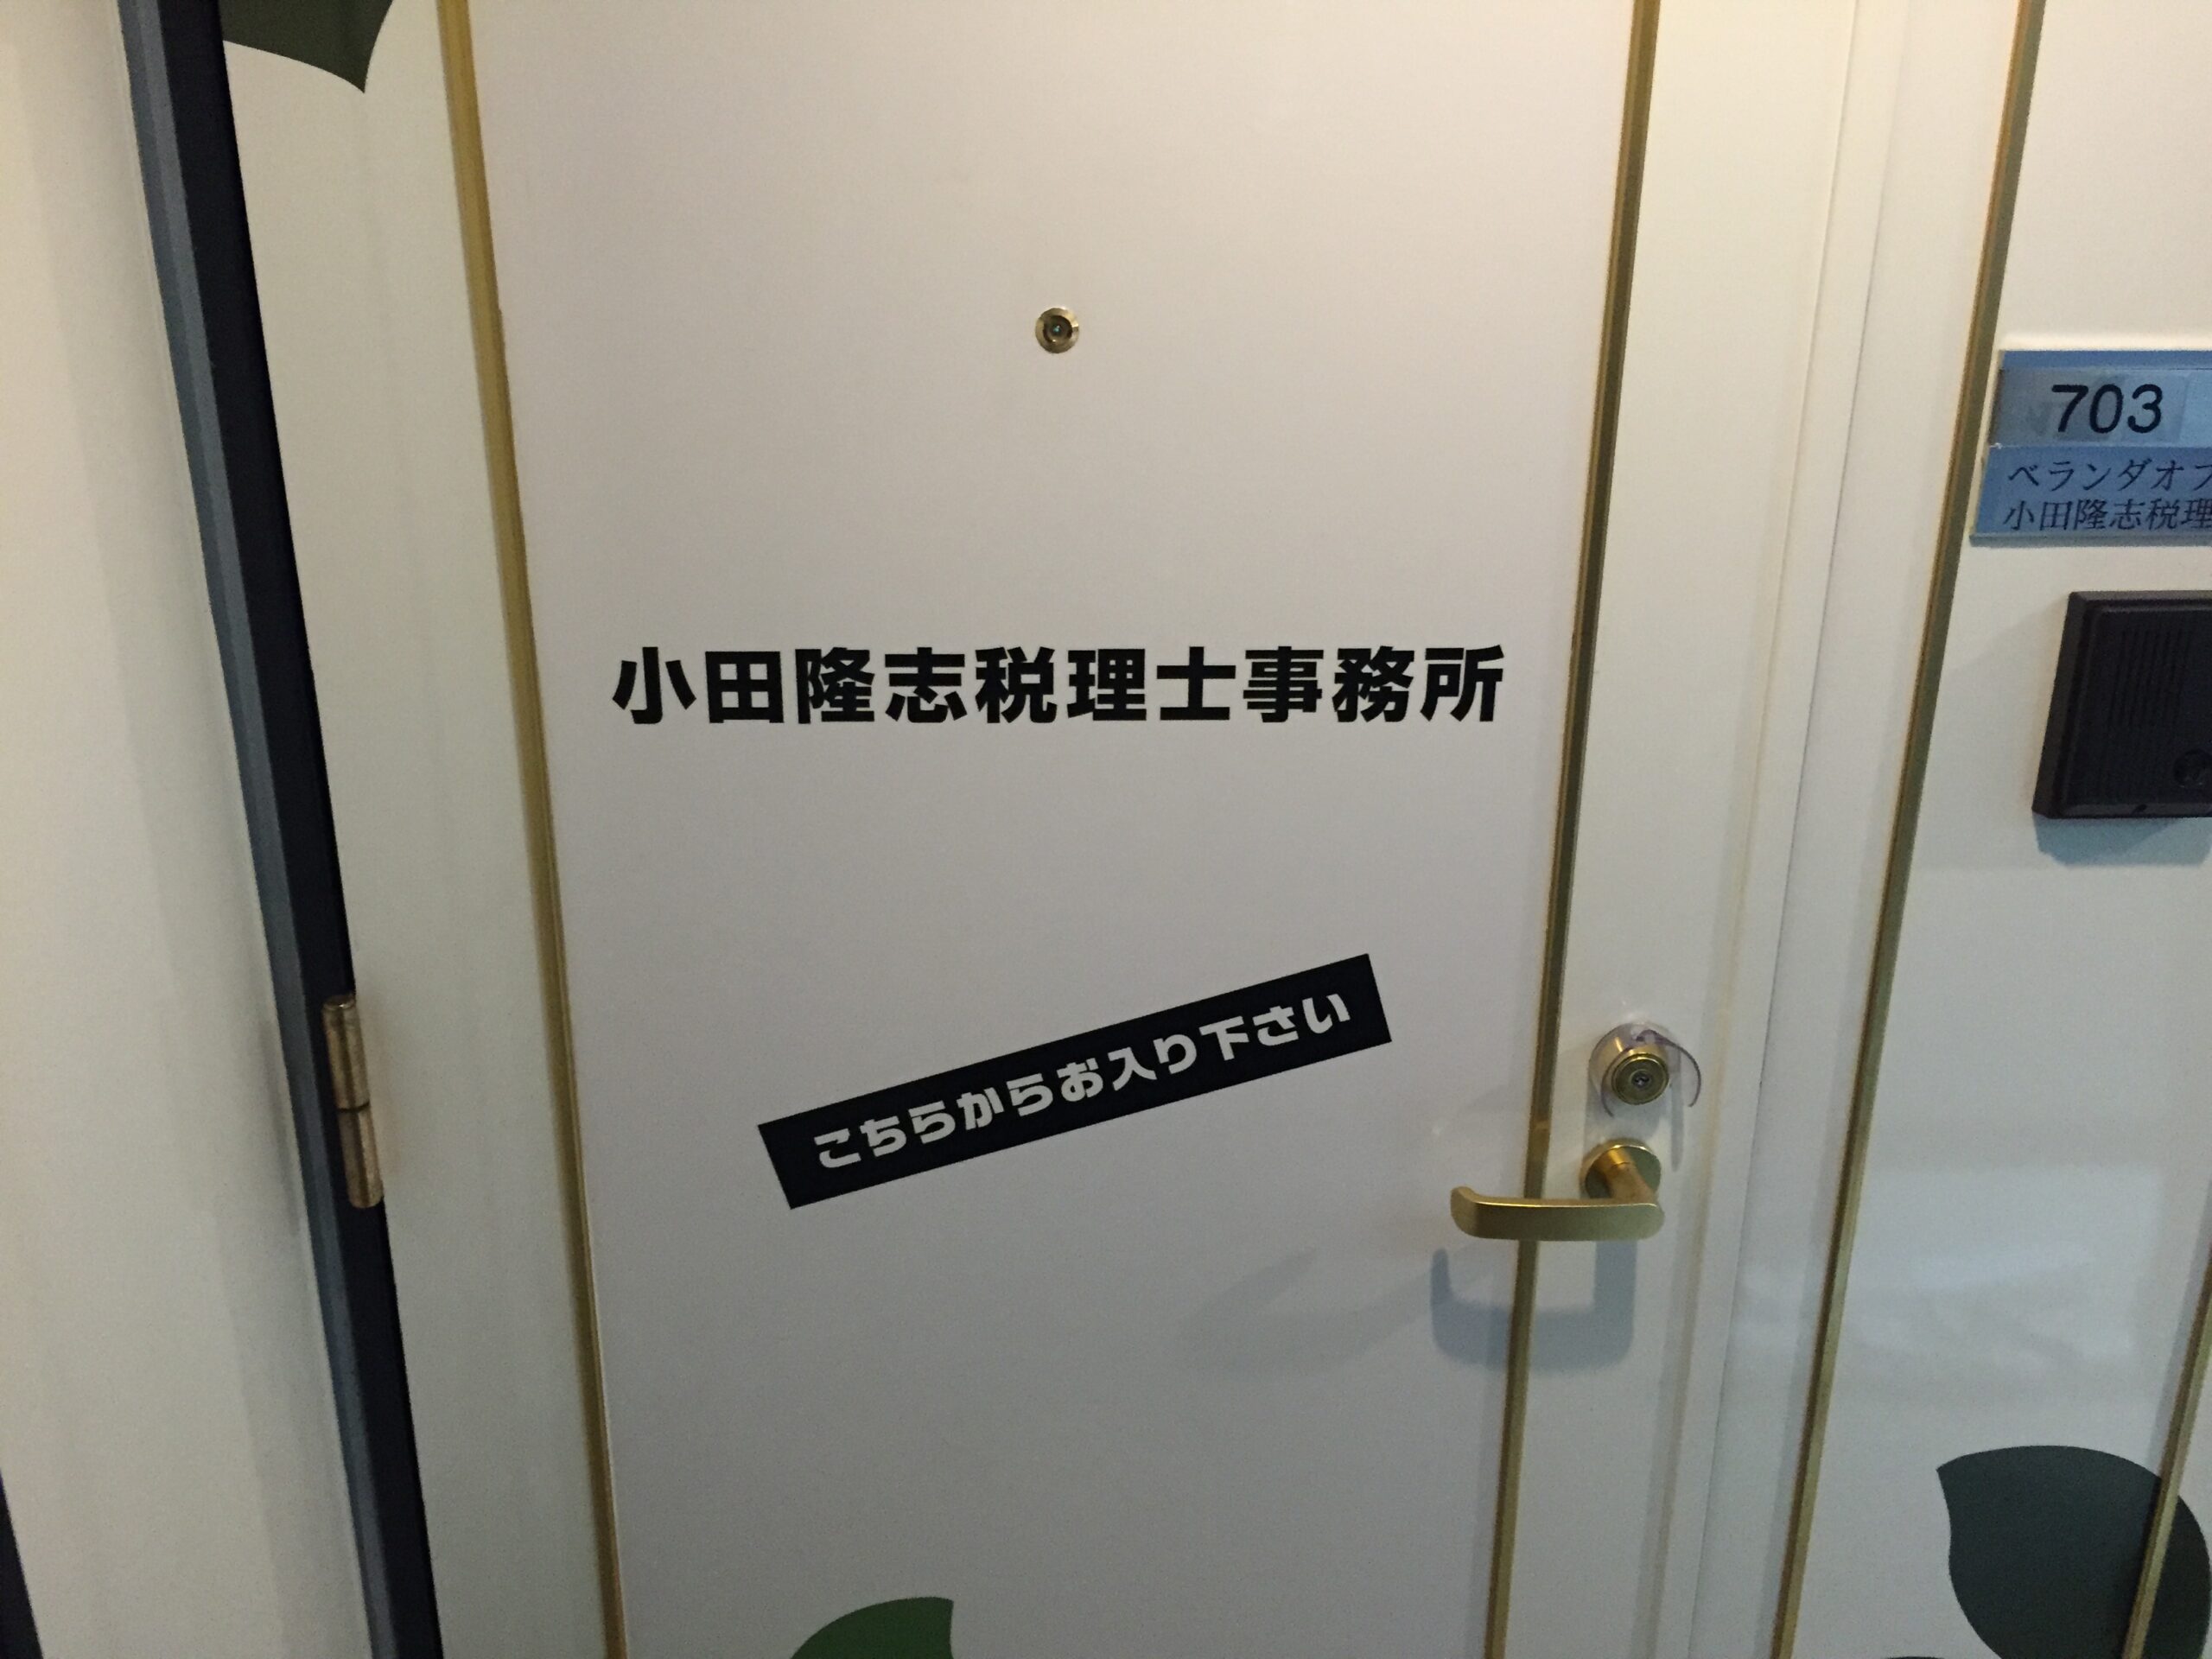 小田隆志税理士事務所
こちらからお入り下さい
703
ベランダオフ
小田隆志税理